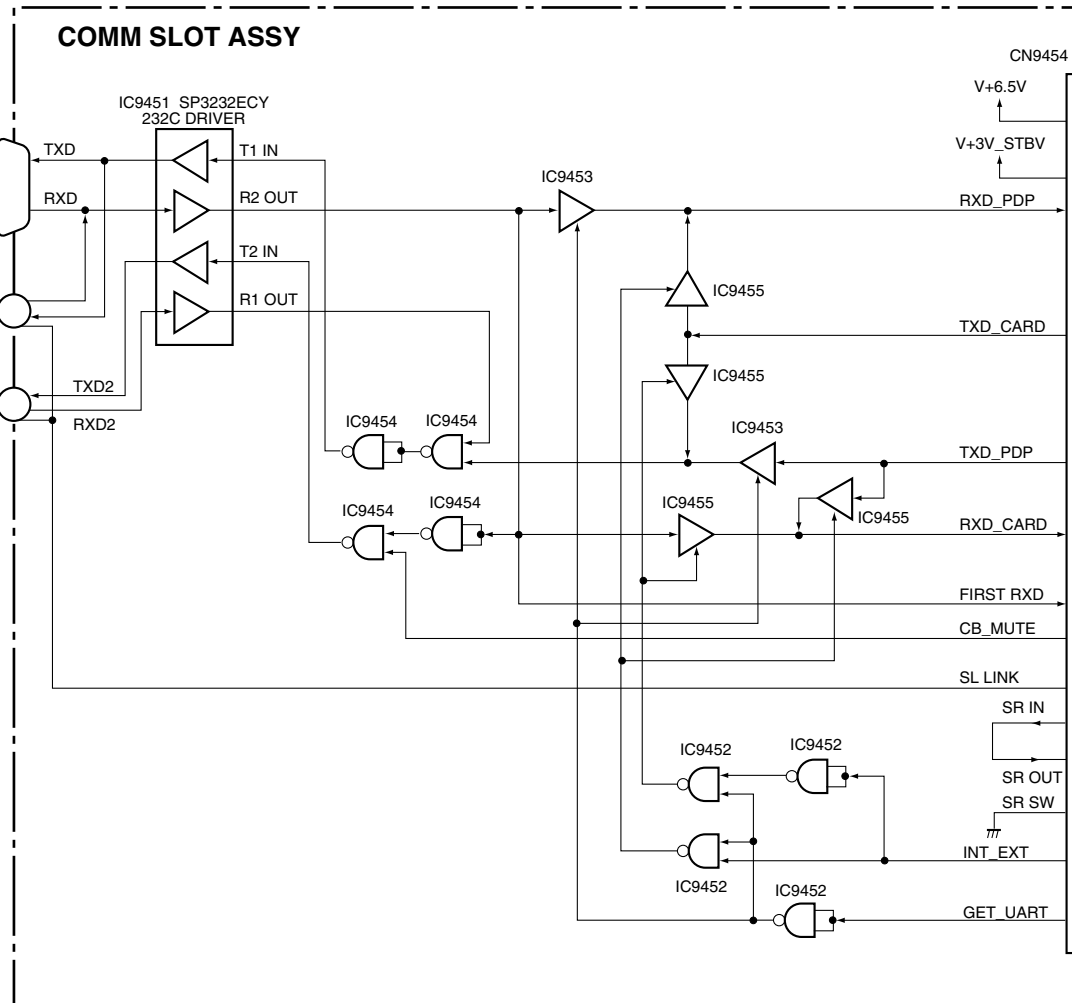 COMM SLOT ASSY
CN9454
V+6.5V
IC9451 SP3232ECY
232C DRIVER
V+3V_STBV
TXD
T1 IN
IC9453
RXD
R2 OUT
RXD_PDP
T2 IN
IC9455
R1 OUT
TXD_CARD
IC9455
TXD2
RXD2
IC9454
IC9454
IC9453
TXD_PDP
IC9454
IC9454
IC9455
IC9455
RXD_CARD
FIRST RXD
CB_MUTE
SL LINK
SR IN
IC9452
IC9452
SR OUT
SR SW
INT_EXT
IC9452
IC9452
GET_UART